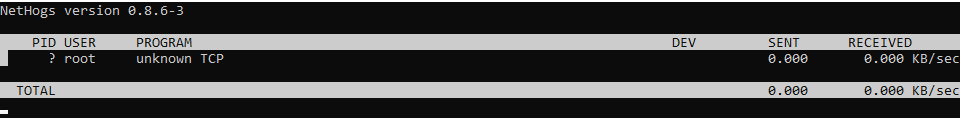 NetHogs version 0.8.6-3
PID USER PROGRAM DEV SENT RECEIVED
? root unknown TCP 0.000 0.000 KB/sec
TOTAL 0.000 0.000 KB/sec